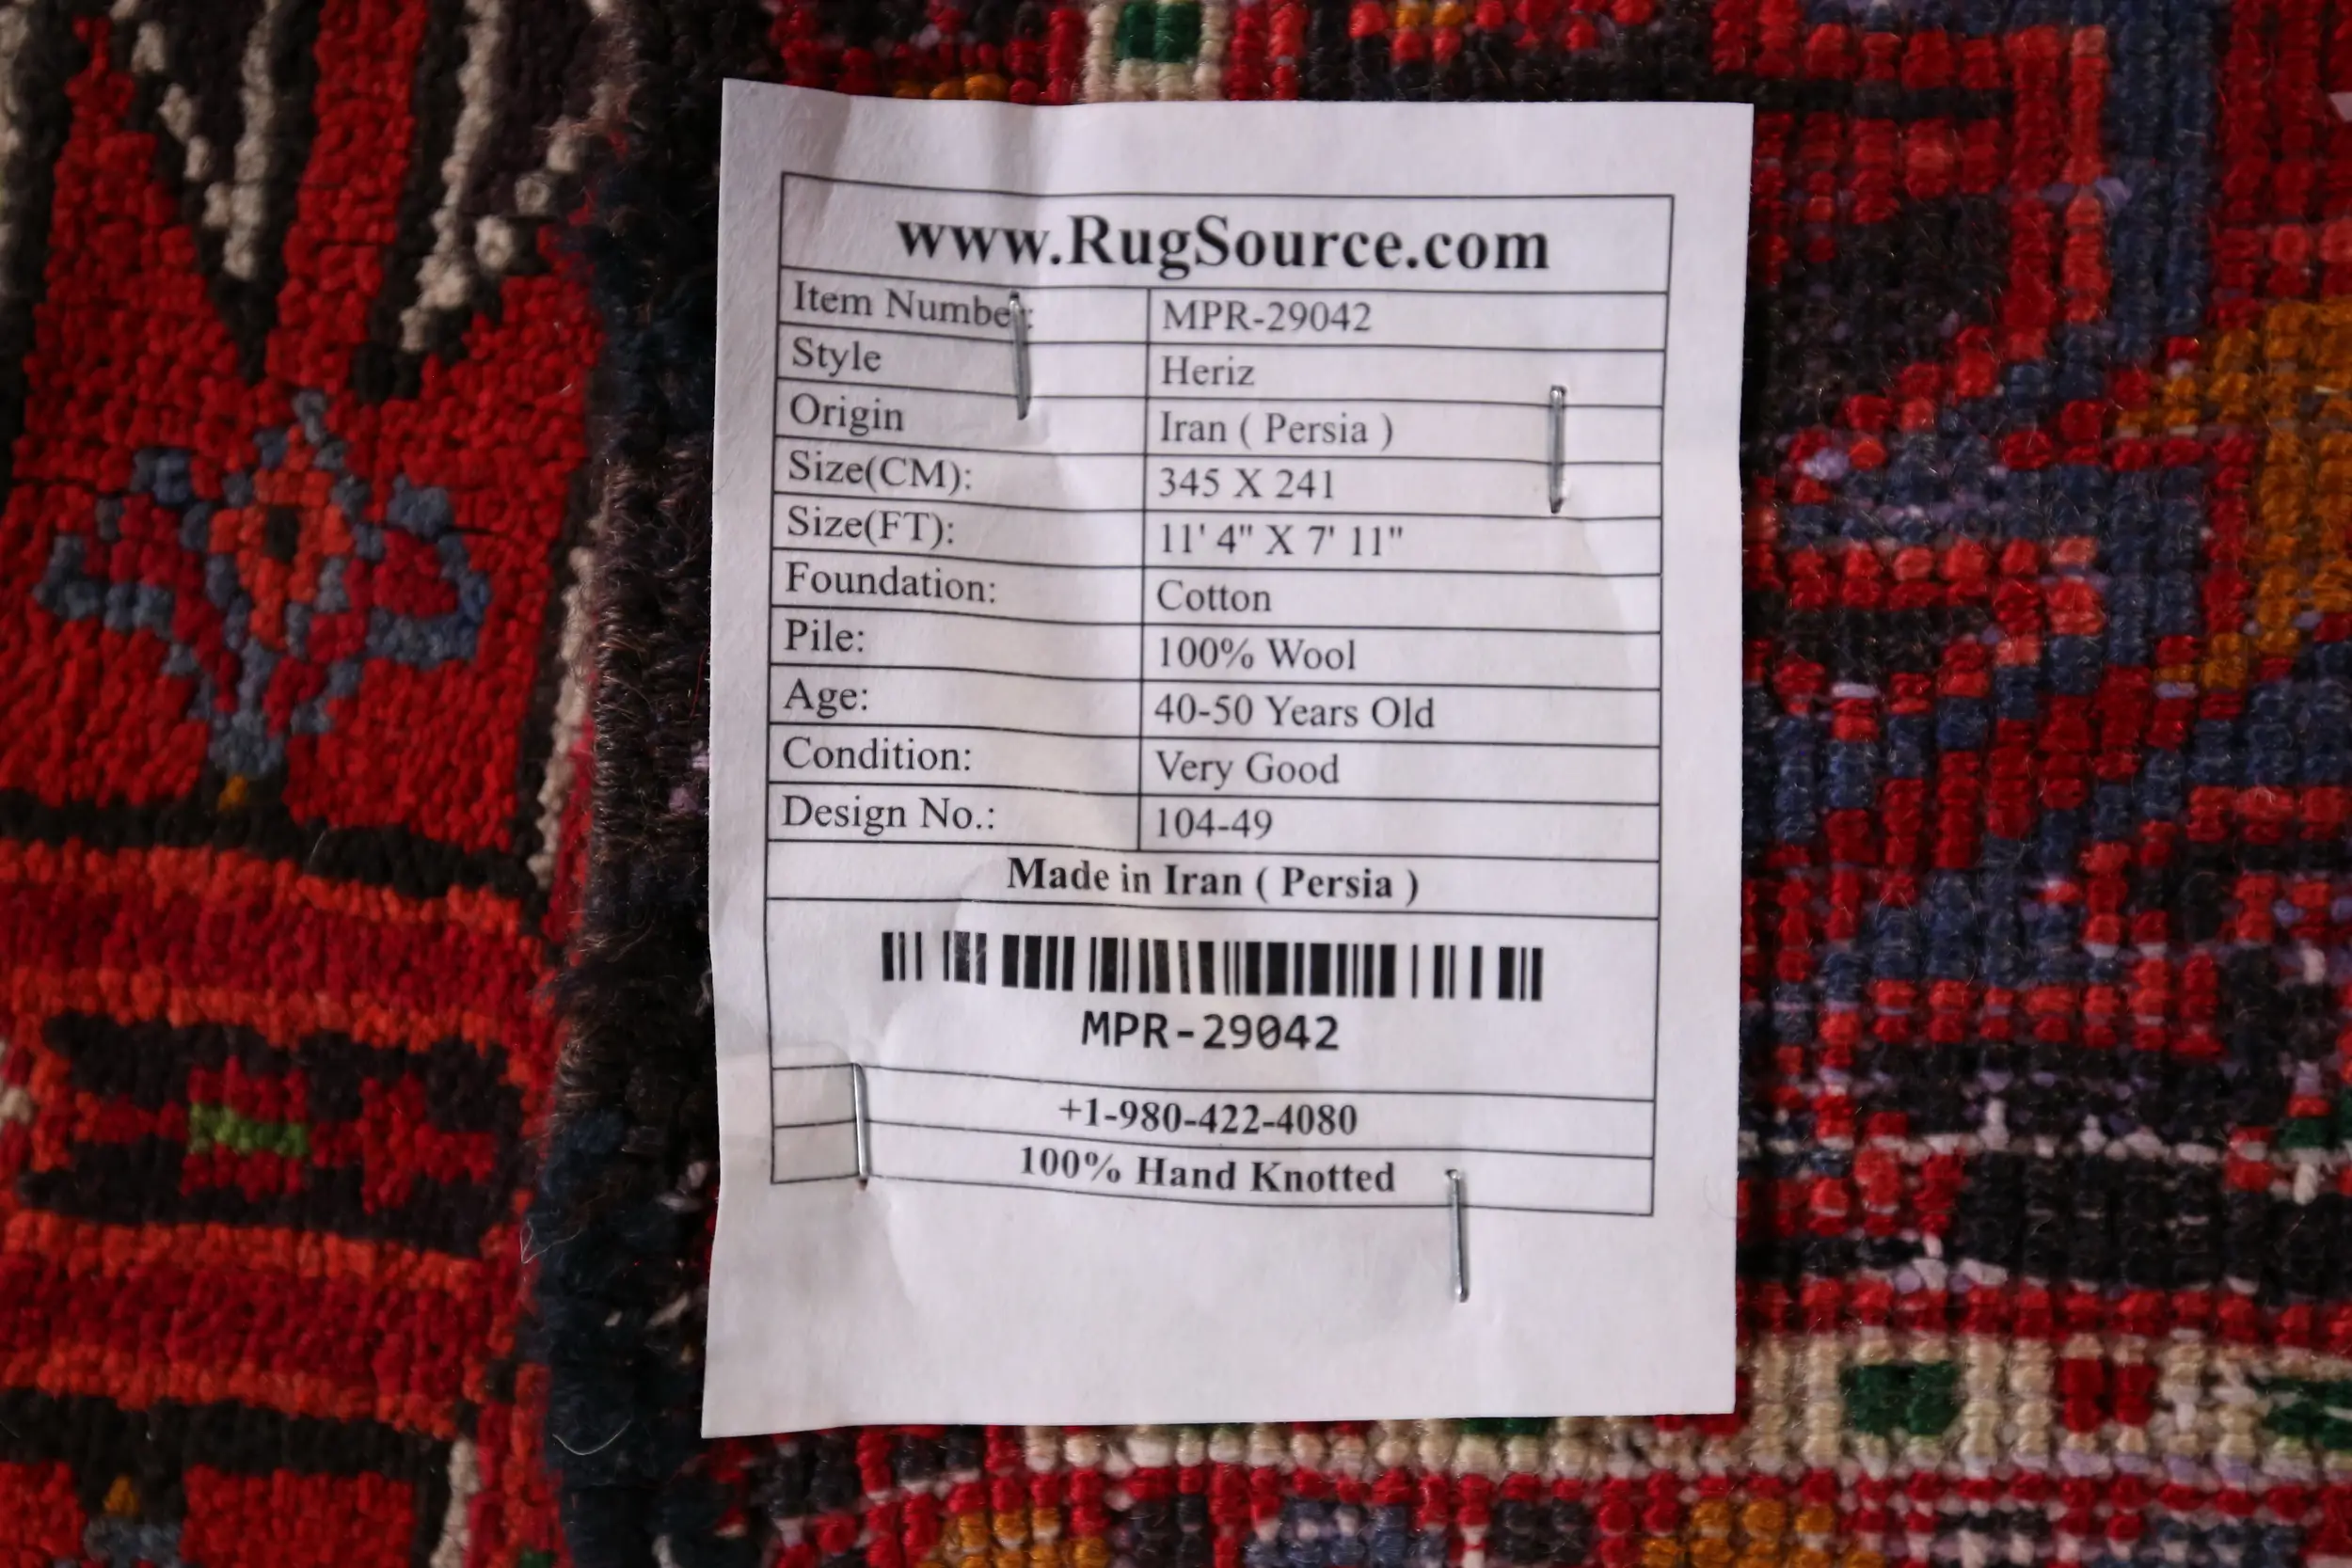 www.RugSource.com
Item Number: MPR-29042
Style Heriz
Origin Iran ( Persia )
Size(CM): 345 X 241
Size(FT): 11' 4" X 7' 11"
Foundation: Cotton
Pile: 100% Wool
Age: 40-50 Years Old
Condition: Very Good
Design No.: 104-49
Made in Iran ( Persia )
MPR-29042
+1-980-422-4080
100% Hand Knotted